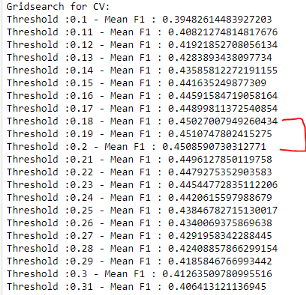 Gridsearch for CV:
Threshold :0.1 - Mean F1 : 0.39482614483927203
Threshold :0.11 - Mean F1 : 0.40821274814817676
Threshold :0.12 - Mean F1 : 0.41921852708056134
Threshold :0.13 - Mean F1 : 0.4283893438097734
Threshold :0.14 - Mean F1 : 0.43585812272191155
Threshold :0.15 - Mean F1 : 0.441635249877309
Threshold :0.16 - Mean F1 : 0.44591584719058164
Threshold :0.17 - Mean F1 : 0.44899811372540854
Threshold :0.18 - Mean F1 : 0.45027007949260434
Threshold :0.19 - Mean F1 : 0.4510747802415275
Threshold :0.2 - Mean F1 : 0.4508590730312771
Threshold :0.21 - Mean F1 : 0.4496127850119758
Threshold :0.22 - Mean F1 : 0.4479275352903583
Threshold :0.23 - Mean F1 : 0.44544772835112206
Threshold :0.24 - Mean F1 : 0.4420615597988679
Threshold :0.25 - Mean F1 : 0.43846782715130017
Threshold :0.26 - Mean F1 : 0.4340069375869638
Threshold :0.27 - Mean F1 : 0.4291958342288445
Threshold :0.28 - Mean F1 : 0.42408857866299154
Threshold :0.29 - Mean F1 : 0.4185846766993442
Threshold :0.3 - Mean F1 : 0.41263509780995516
Threshold :0.31 - Mean F1 : 0.406413121136945